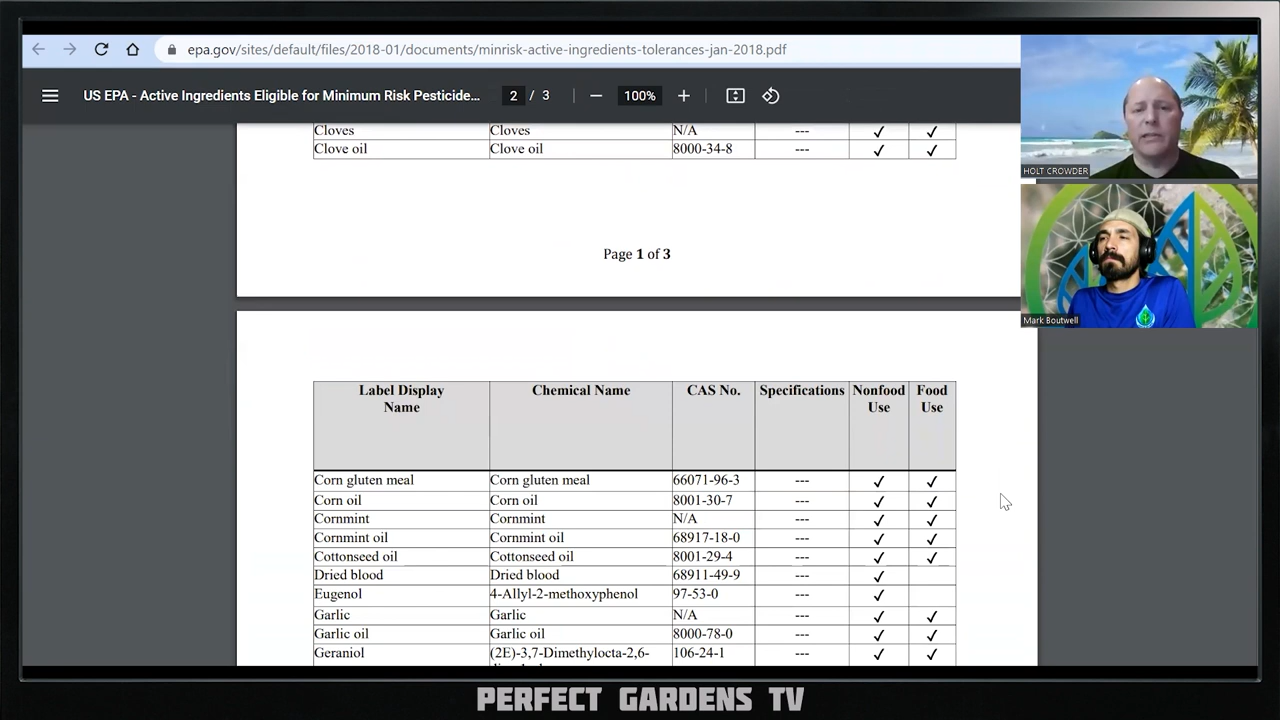 epa.gov/sites/default/files/2018-01/documents/minrisk-active-ingredients-tolerances-jan-2018.pdf
US EPA - Active Ingredients Eligible for Minimum Risk Pesticide... 2 / 3 100%
Cloves Cloves N/A --- ✓ ✓
Clove oil Clove oil 8000-34-8 --- ✓ ✓
HOLT CROWDER
Page 1 of 3
Mark Boutwell
Label Display Chemical Name CAS No. Specifications Nonfood Food
Name Use Use
Corn gluten meal Corn gluten meal 66071-96-3 --- ✓ ✓
Corn oil Corn oil 8001-30-7 --- ✓ ✓
Cornmint Cornmint N/A --- ✓ ✓
Cornmint oil Cornmint oil 68917-18-0 --- ✓ ✓
Cottonseed oil Cottonseed oil 8001-29-4 --- ✓ ✓
Dried blood Dried blood 68911-49-9 --- ✓
Eugenol 4-Allyl-2-methoxyphenol 97-53-0 --- ✓
Garlic Garlic N/A --- ✓ ✓
Garlic oil Garlic oil 8000-78-0 --- ✓ ✓
Geraniol (2E)-3,7-Dimethylocta-2,6- 106-24-1 --- ✓ ✓
PERFECT GARDENS TV